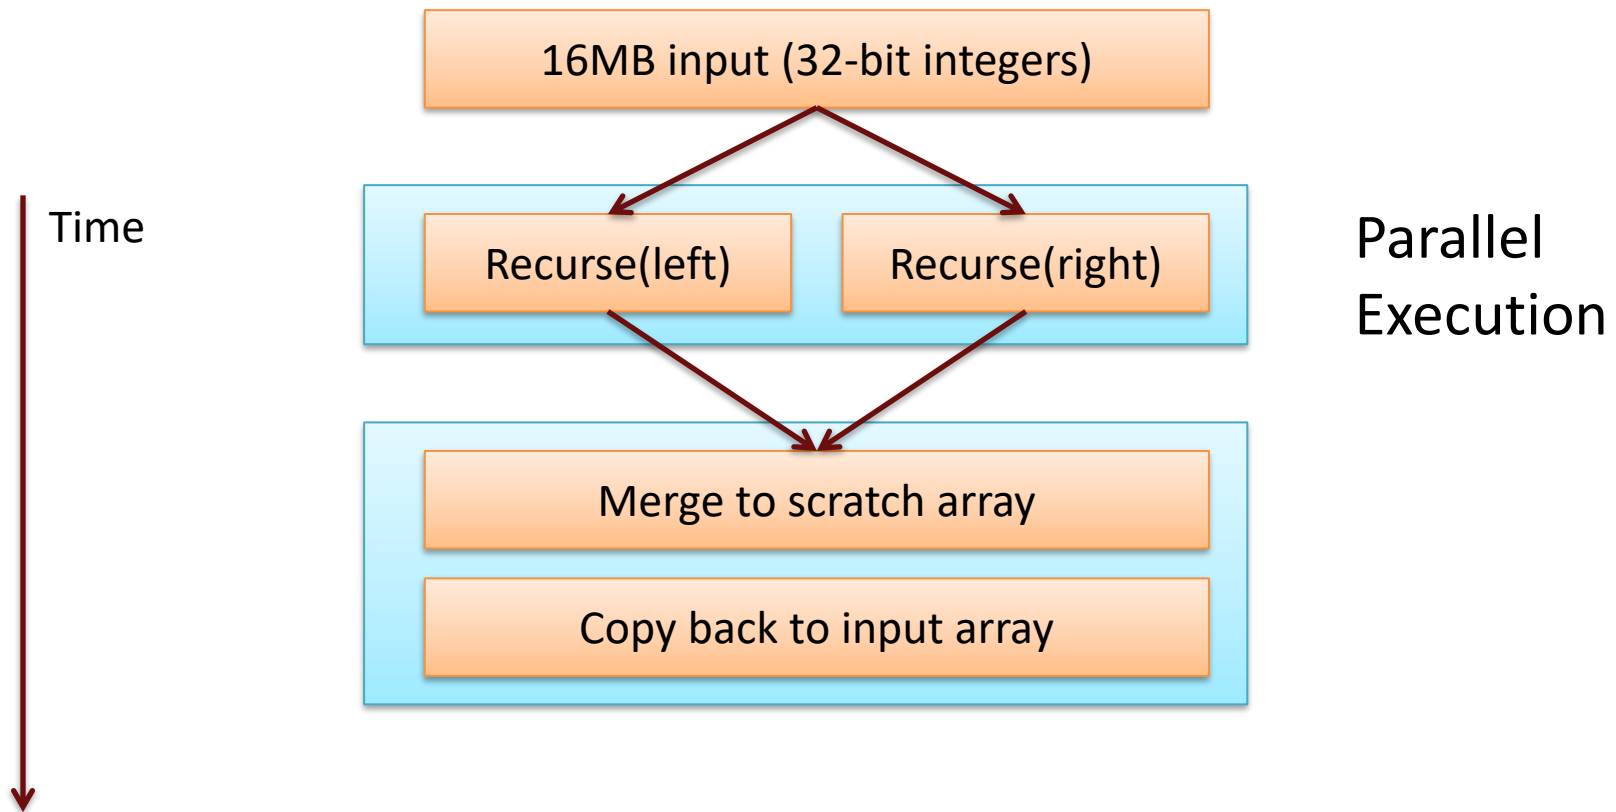 16MB input (32-bit integers)
Time
Recurse(left)
Recurse(right)
Parallel
Execution
Merge to scratch array
Copy back to input array